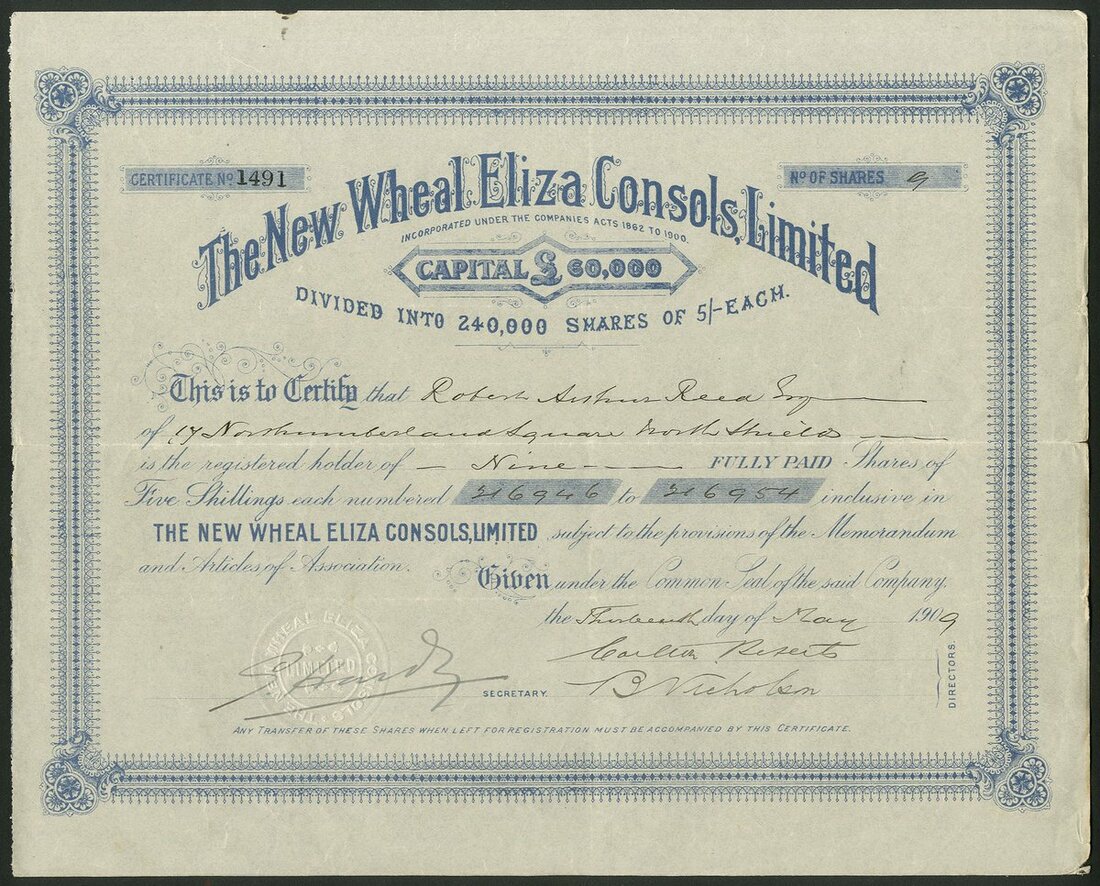 CERTIFICATE No 1491
No OF SHARES 9
The New Wheal Eliza Consols, Limited
INCORPORATED UNDER THE COMPANIES ACTS 1862 TO 1900.
CAPITAL £ 60,000
DIVIDED INTO 240,000 SHARES OF 5/- EACH.
This is to Certify that Robert Arthur Reed Esq
of 17 Northumberland Square North Shields
is the registered holder of - Nine - FULLY PAID Shares of
Five Shillings each numbered 216946 to 216954 inclusive in
THE NEW WHEAL ELIZA CONSOLS, LIMITED subject to the provisions of the Memorandum
and Articles of Association.
Given under the Common Seal of the said Company.
the Thirteenth day of May 1909
Carlton Roberts
B Nicholson
DIRECTORS.
SECRETARY.
ANY TRANSFER OF THESE SHARES WHEN LEFT FOR REGISTRATION MUST BE ACCOMPANIED BY THIS CERTIFICATE.
THE NEW WHEAL ELIZA CONSOLS
LIMITED